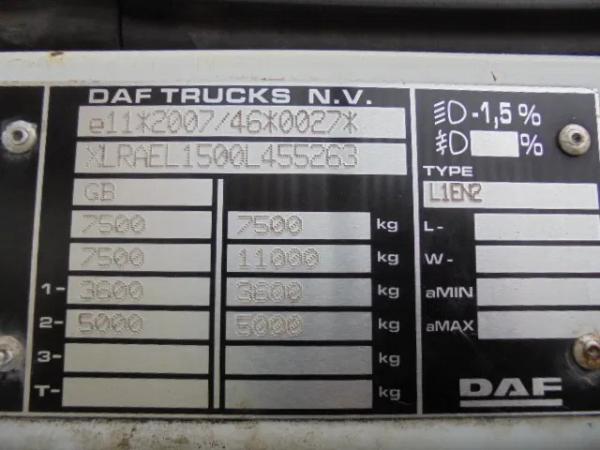 DAF TRUCKS N.V.
e11*2007/46*0027*
XLRAEL1500L455263
GB
7500 7500 kg
7500 11000 kg
1- 3600 3600 kg
2- 5000 5000 kg
3- kg
T- kg
-1,5 %
%
TYPE
L1EN2
L-
W-
aMIN
aMAX
DAF